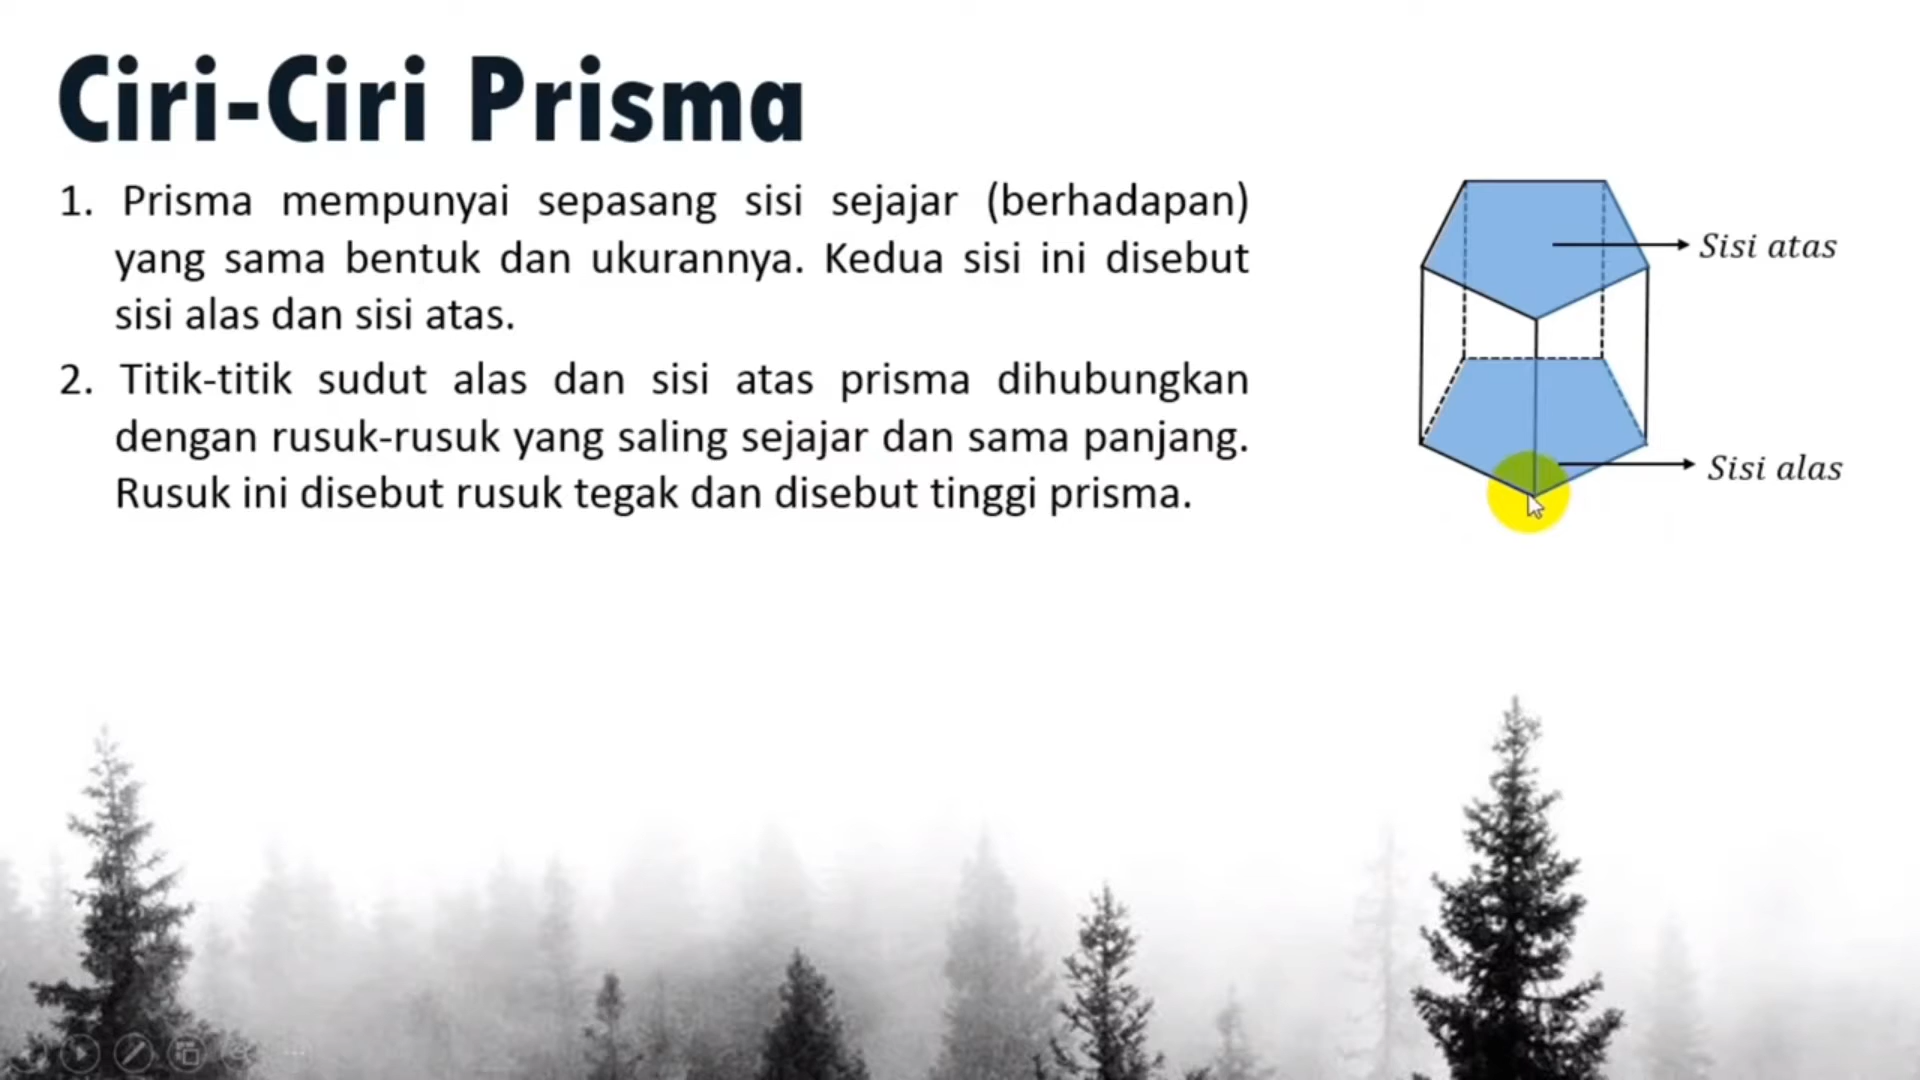 Ciri-Ciri Prisma
1. Prisma mempunyai sepasang sisi sejajar (berhadapan)
yang sama bentuk dan ukurannya. Kedua sisi ini disebut
sisi alas dan sisi atas.
2. Titik-titik sudut alas dan sisi atas prisma dihubungkan
dengan rusuk-rusuk yang saling sejajar dan sama panjang.
Rusuk ini disebut rusuk tegak dan disebut tinggi prisma.
Sisi atas
Sisi alas